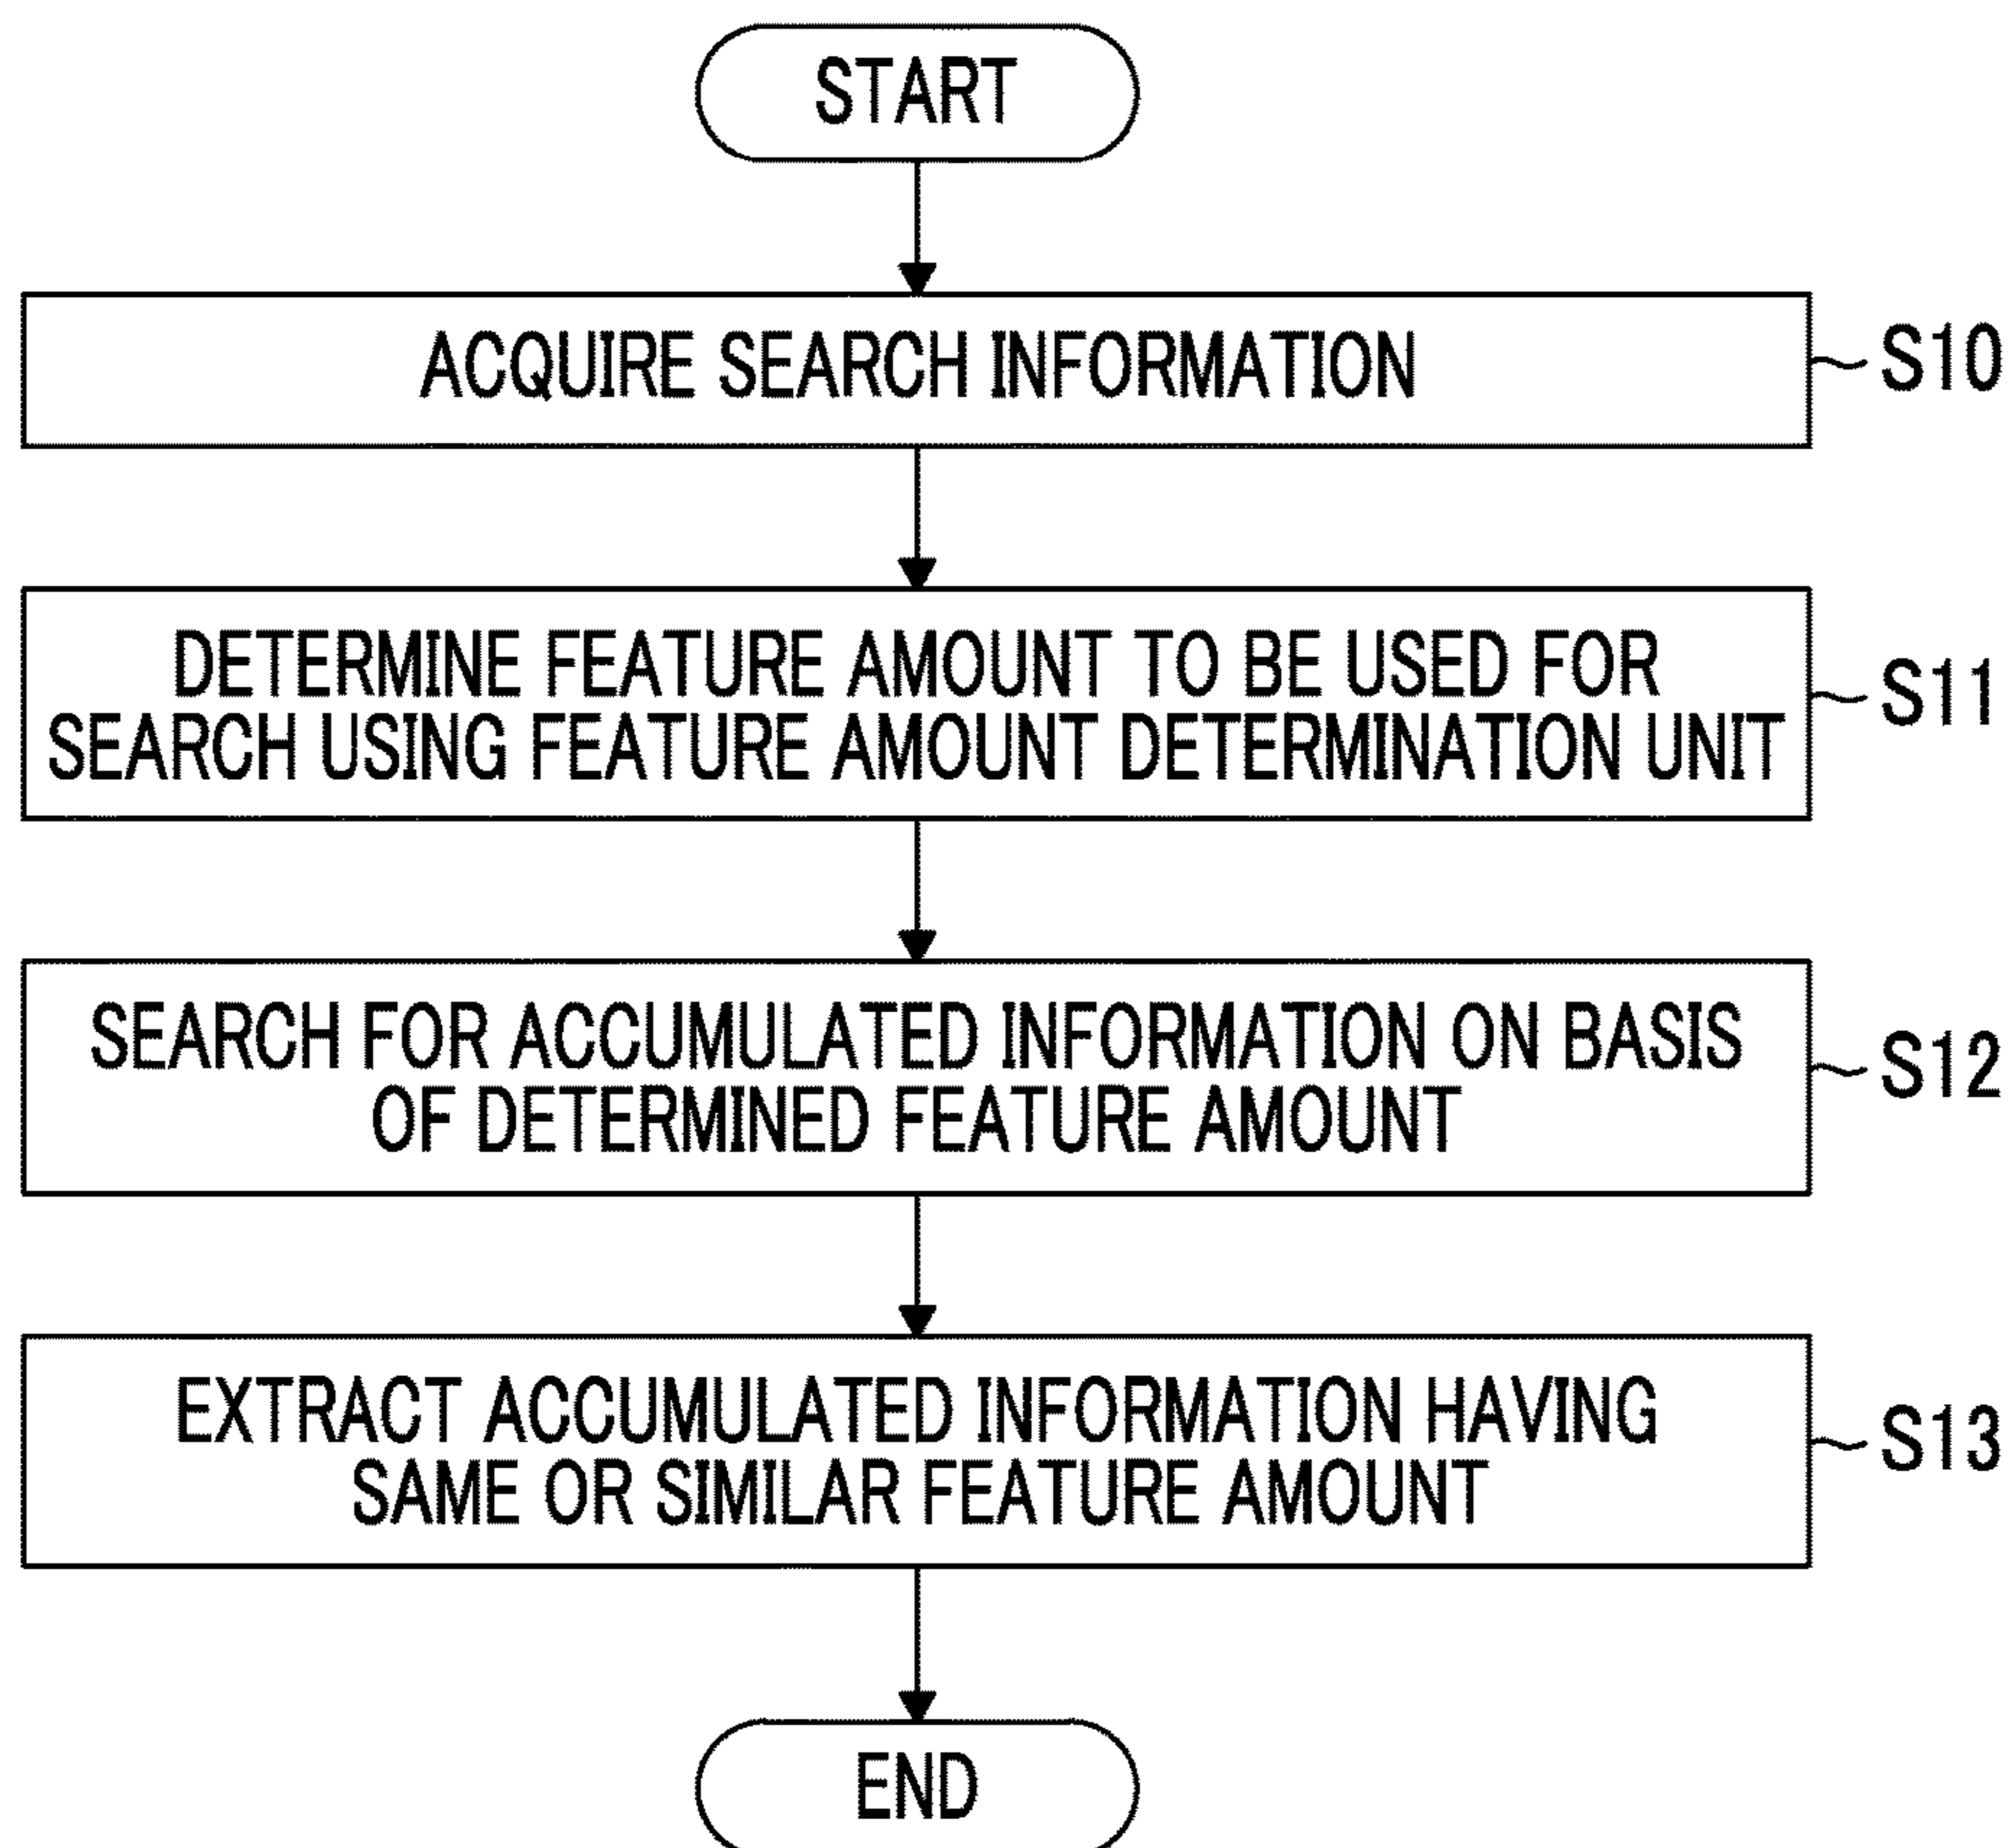 START
ACQUIRE SEARCH INFORMATION
S10
DETERMINE FEATURE AMOUNT TO BE USED FOR
SEARCH USING FEATURE AMOUNT DETERMINATION UNIT
S11
SEARCH FOR ACCUMULATED INFORMATION ON BASIS
OF DETERMINED FEATURE AMOUNT
S12
EXTRACT ACCUMULATED INFORMATION HAVING
SAME OR SIMILAR FEATURE AMOUNT
S13
END